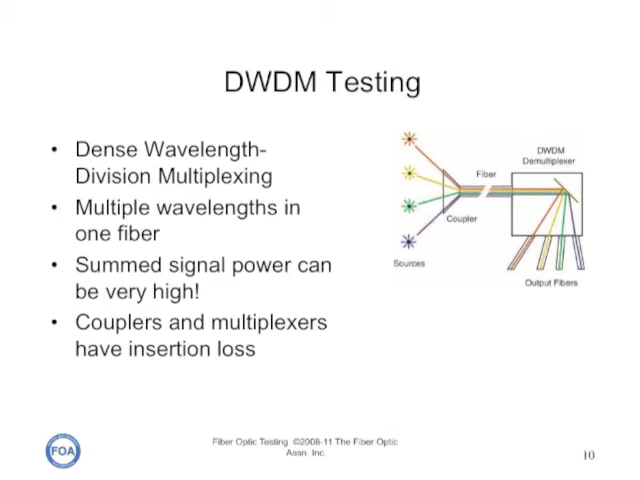 DWDM Testing
• Dense Wavelength-
Division Multiplexing
• Multiple wavelengths in
one fiber
• Summed signal power can
be very high!
• Couplers and multiplexers
have insertion loss
DWDM
Demultiplexer
Fiber
Coupler
Sources
Output Fibers
FOA
Fiber Optic Testing ©2008-11 The Fiber Optic
Assn. Inc.
10